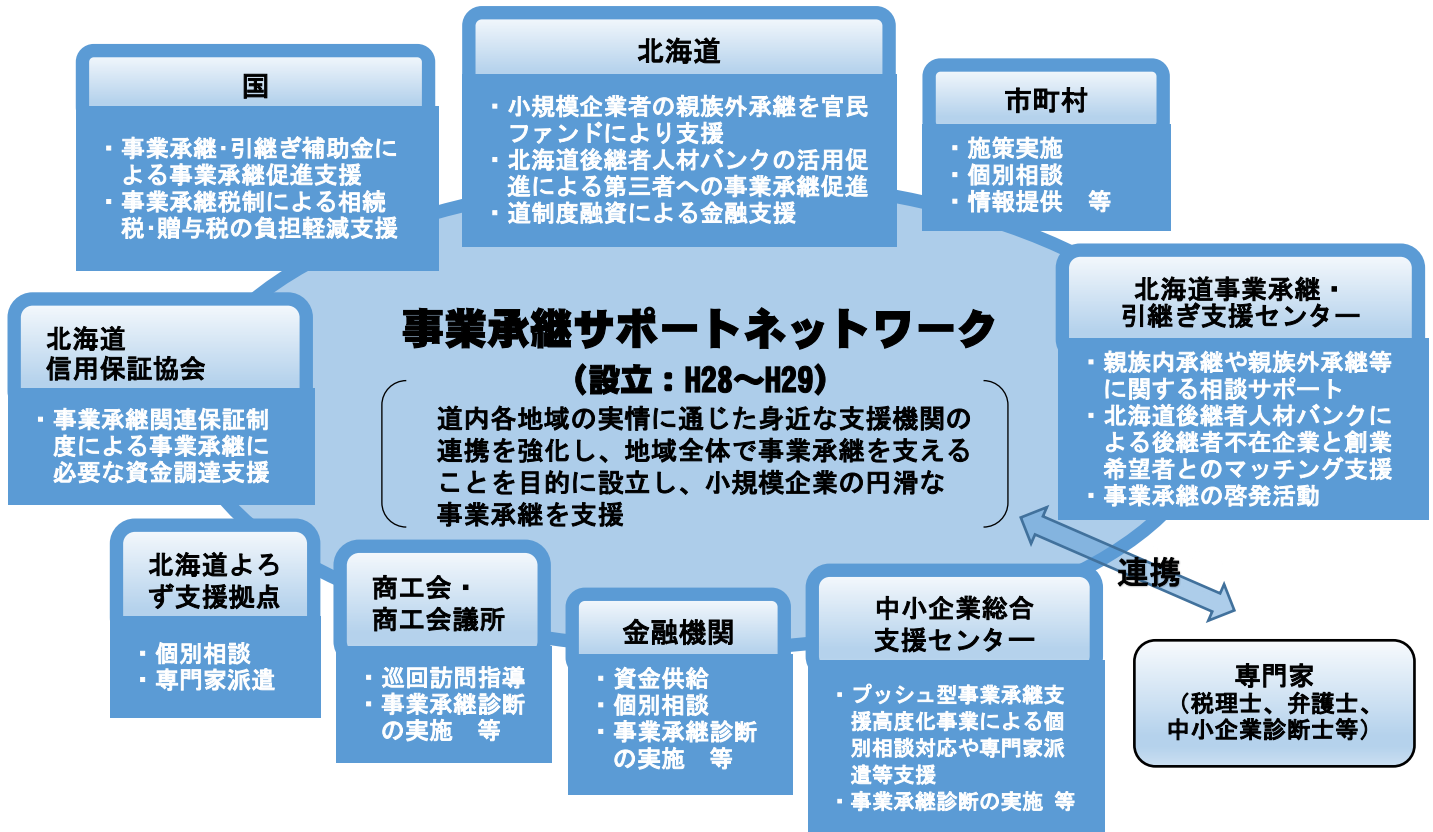 国
・事業承継・引継ぎ補助金に
よる事業承継促進支援
・事業承継税制による相続
税・贈与税の負担軽減支援
北海道
・小規模企業者の親族外承継を官民
ファンドにより支援
・北海道後継者人材バンクの活用促
進による第三者への事業承継促進
・道制度融資による金融支援
市町村
・施策実施
・個別相談
・情報提供　等
北海道事業承継・
引継ぎ支援センター
・親族内承継や親族外承継等
に関する相談サポート
・北海道後継者人材バンクに
よる後継者不在企業と創業
希望者とのマッチング支援
・事業承継の啓発活動
北海道
信用保証協会
・事業承継関連保証制
度による事業承継に
必要な資金調達支援
事業承継サポートネットワーク
（設立：H28～H29）
道内各地域の実情に通じた身近な支援機関の
連携を強化し、地域全体で事業承継を支える
ことを目的に設立し、小規模企業の円滑な
事業承継を支援
北海道よろ
ず支援拠点
・個別相談
・専門家派遣
商工会・
商工会議所
・巡回訪問指導
・事業承継診断
の実施　等
金融機関
・資金供給
・個別相談
・事業承継診断
の実施　等
中小企業総合
支援センター
・プッシュ型事業承継支
援高度化事業による個
別相談対応や専門家派
遣等支援
・事業承継診断の実施 等
連携
専門家
（税理士、弁護士、
中小企業診断士等）